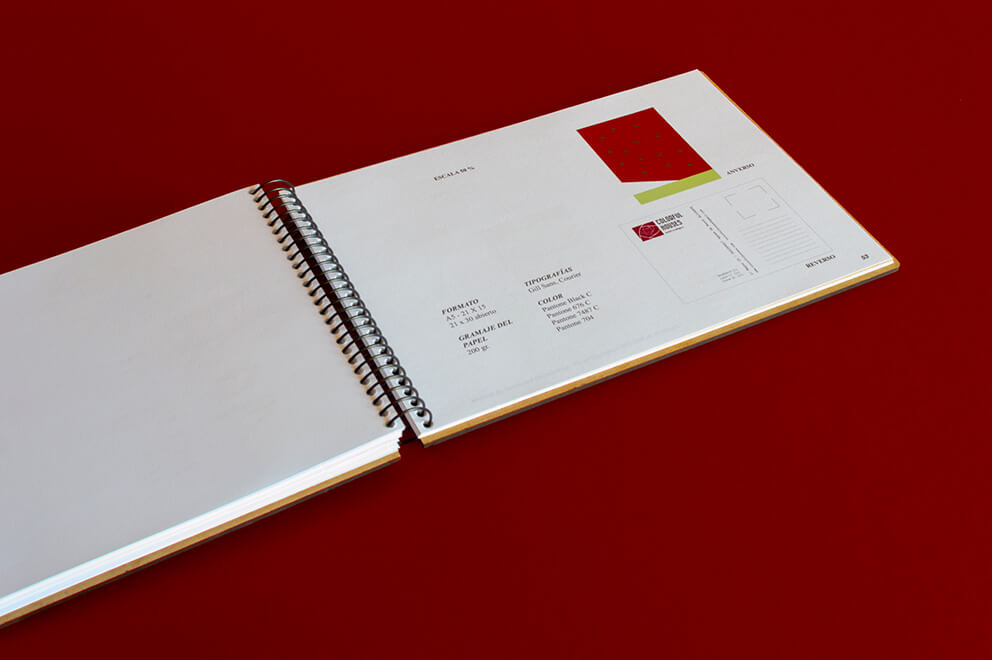 ESCALA 50 %
ANVERSO
COLORFUL
HOUSES
REVERSO
53
FORMATO
A5 - 21 X 15
21 x 30 abierto
GRAMAJE DEL
PAPEL
200 gr.
TIPOGRAFÍAS
Gill Sans, Courier
COLOR
Pantone Black C
Pantone 676 C
Pantone 7487 C
Pantone 704